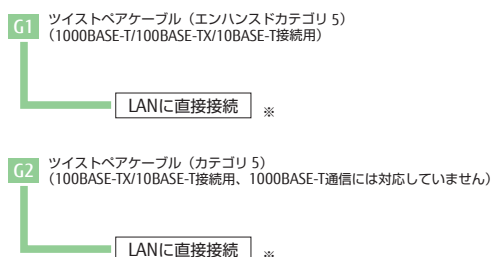 G1 ツイストペアケーブル（エンハンスドカテゴリ 5）
（1000BASE-T/100BASE-TX/10BASE-T接続用）
LANに直接接続 ※
G2 ツイストペアケーブル（カテゴリ 5）
（100BASE-TX/10BASE-T接続用、1000BASE-T通信には対応していません）
LANに直接接続 ※